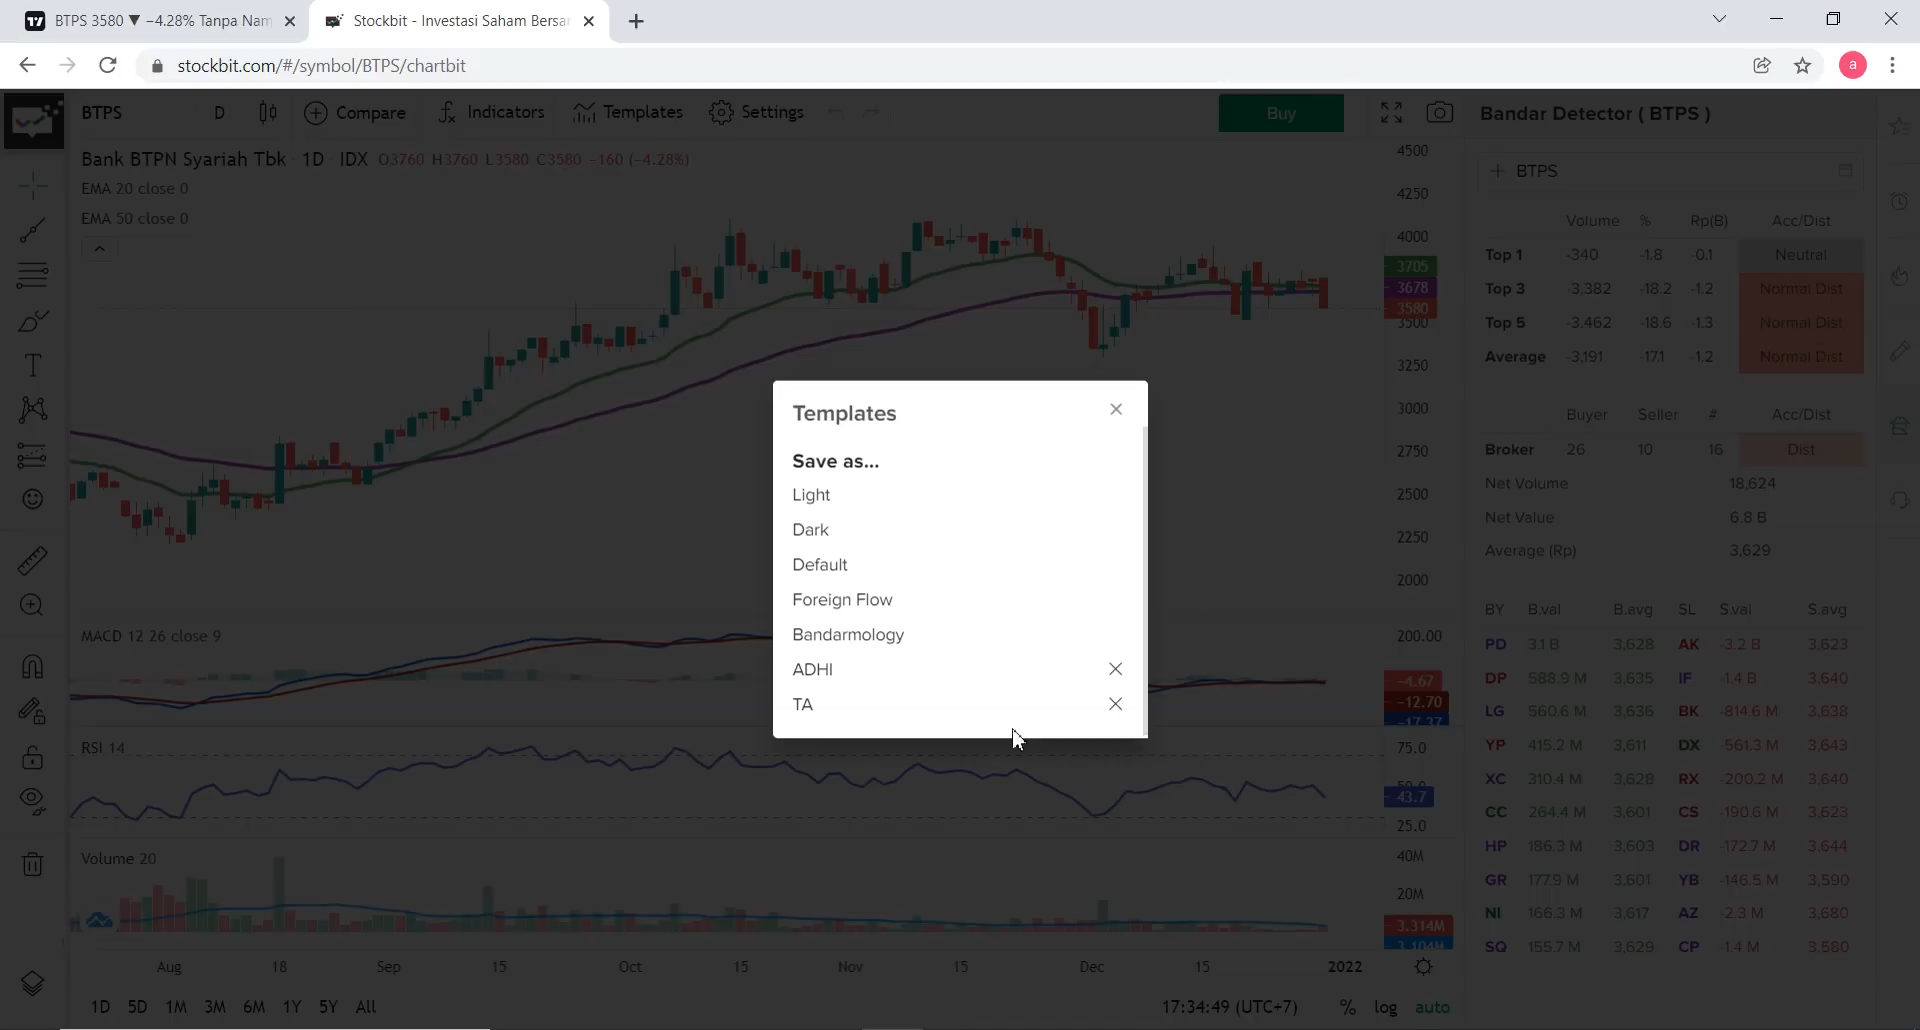 BTPS 3580 ▼ −4.28% Tanpa Nam
Stockbit - Investasi Saham Bersar
stockbit.com/#/symbol/BTPS/chartbit
a
BTPS D Compare Indicators Templates Settings Buy
Bank BTPN Syariah Tbk 1D IDX O3760 H3760 L3580 C3580 −160 (−4.28%)
EMA 20 close 0
EMA 50 close 0
4500
4250
4000
3705
3678
3580
3500
3250
3000
2750
2500
2250
2000
MACD 12 26 close 9
200.00
−4.67
−12.70
−17.37
RSI 14
75.0
43.7
25.0
Volume 20
40M
20M
3.314M
3.104M
Aug 18 Sep 15 Oct 15 Nov 15 Dec 15 2022
1D 5D 1M 3M 6M 1Y 5Y All 17:34:49 (UTC+7) % log auto
Templates
Save as...
Light
Dark
Default
Foreign Flow
Bandarmology
ADHI
TA
Bandar Detector ( BTPS )
BTPS
Volume % Rp(B) Acc/Dist
Top 1 -340 -1.8 -0.1 Neutral
Top 3 -3,382 -18.2 -1.2 Normal Dist
Top 5 -3,462 -18.6 -1.3 Normal Dist
Average -3,191 -17.1 -1.2 Normal Dist
Buyer Seller # Acc/Dist
Broker 26 10 16 Dist
Net Volume 18,624
Net Value 6.8 B
Average (Rp) 3,629
BY B.val B.avg SL S.val S.avg
PD 3.1 B 3,628 AK -3.2 B 3,623
DP 588.9 M 3,635 IF -1.4 B 3,640
LG 560.6 M 3,636 BK -814.6 M 3,638
YP 415.2 M 3,611 DX -561.3 M 3,643
XC 310.4 M 3,628 RX -200.2 M 3,640
CC 264.4 M 3,601 CS -190.6 M 3,623
HP 186.3 M 3,603 DR -172.7 M 3,644
GR 177.9 M 3,601 YB -146.5 M 3,590
NI 166.3 M 3,617 AZ -2.3 M 3,680
SQ 155.7 M 3,629 CP -1.4 M 3,580